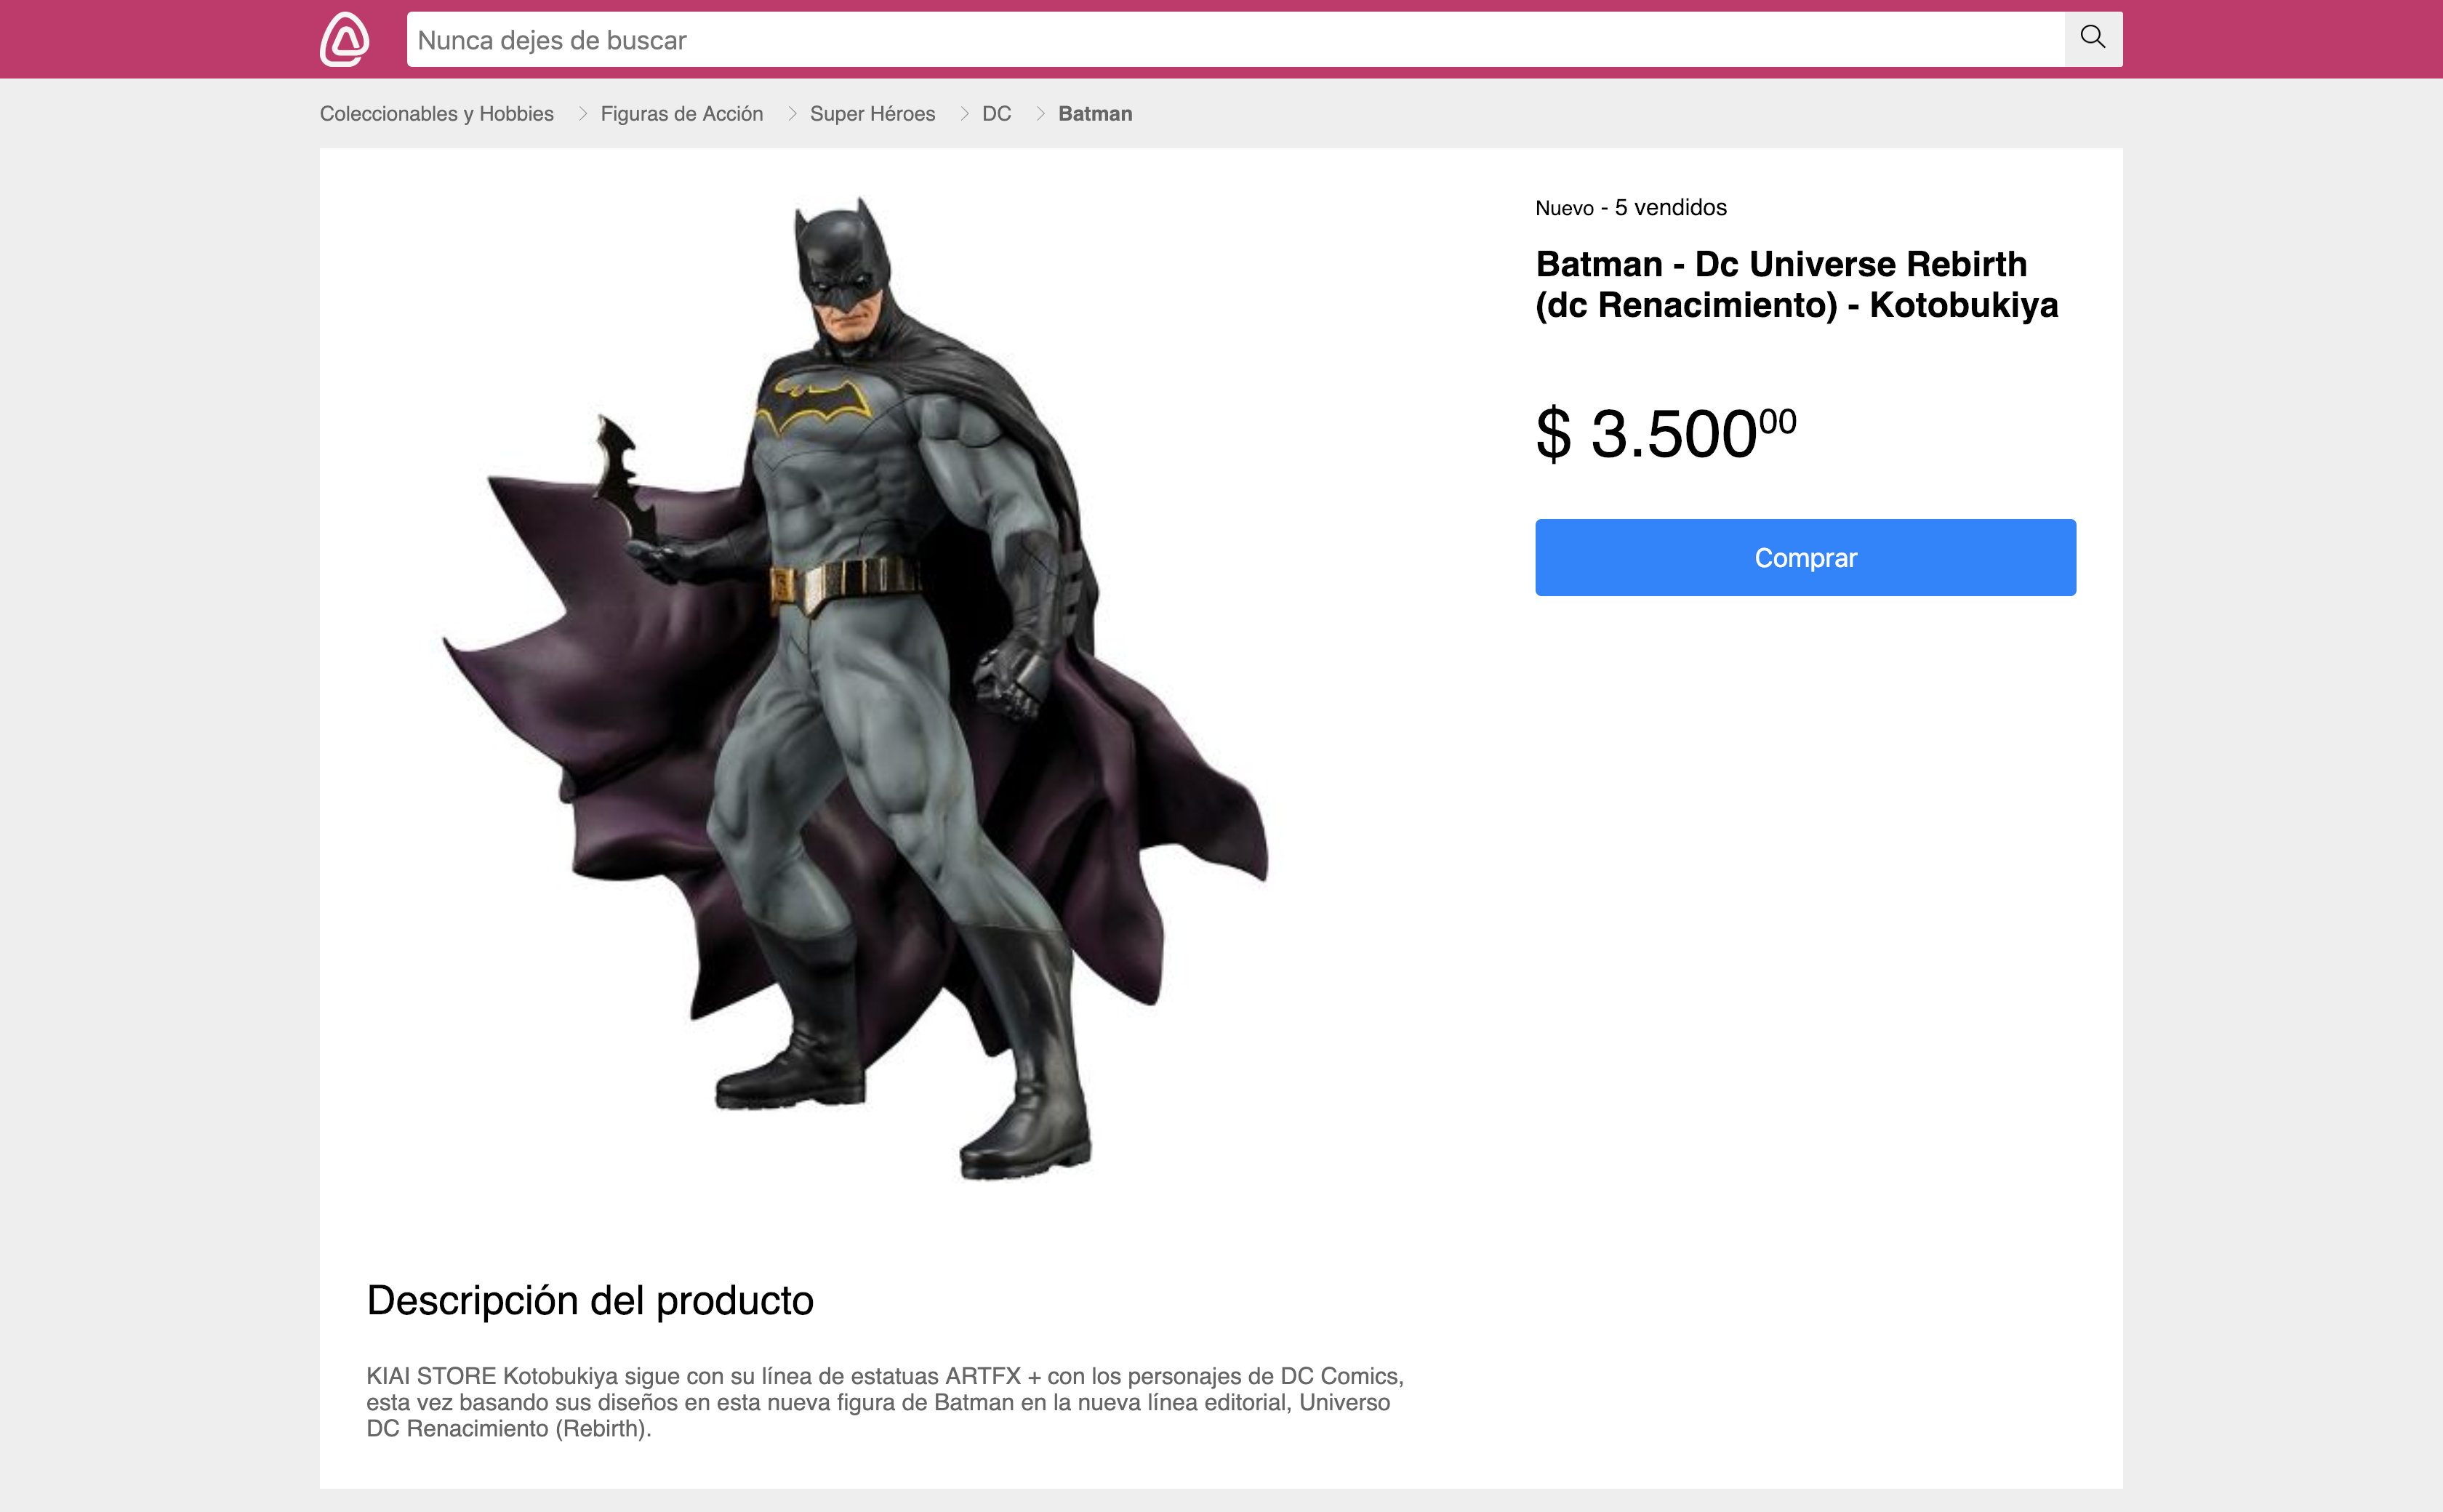 Nunca dejes de buscar
Coleccionables y Hobbies > Figuras de Acción > Super Héroes > DC > Batman
Nuevo - 5 vendidos
Batman - Dc Universe Rebirth
(dc Renacimiento) - Kotobukiya
$ 3.500⁰⁰
Comprar
Descripción del producto
KIAI STORE Kotobukiya sigue con su línea de estatuas ARTFX + con los personajes de DC Comics,
esta vez basando sus diseños en esta nueva figura de Batman en la nueva línea editorial, Universo
DC Renacimiento (Rebirth).